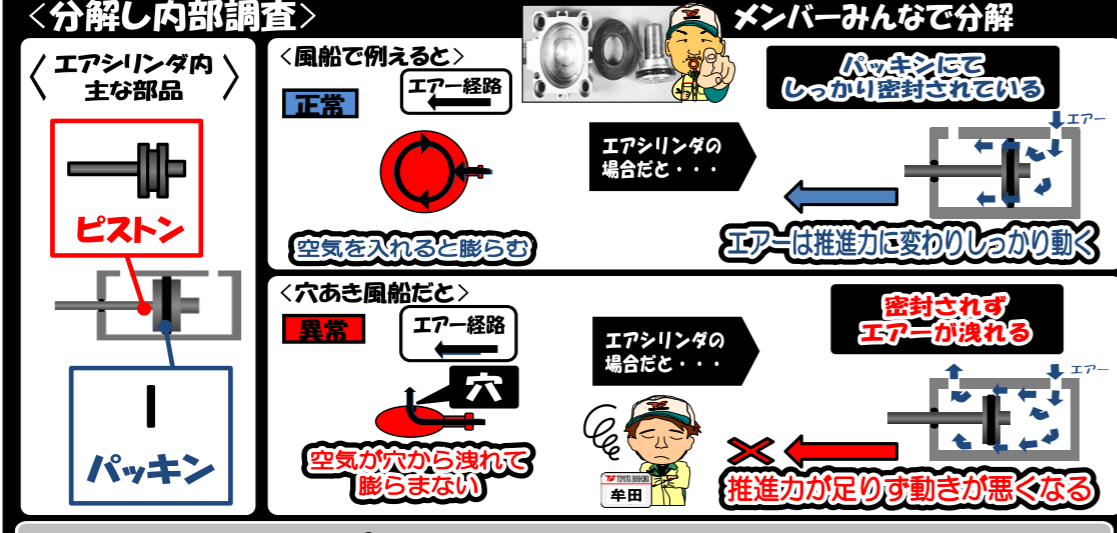 <分解し内部調査>
メンバーみんなで分解
〈エアシリンダ内
主な部品〉
ピストン
パッキン
<風船で例えると>
正常
エアー経路
空気を入れると膨らむ
エアシリンダの
場合だと・・・
パッキンにて
しっかり密封されている
エアー
エアーは推進力に変わりしっかり動く
<穴あき風船だと>
異常
エアー経路
穴
空気が穴から洩れて
膨らまない
エアシリンダの
場合だと・・・
TOYOTA BOSHOKU
牟田
密封されず
エアーが洩れる
エアー
推進力が足りず動きが悪くなる